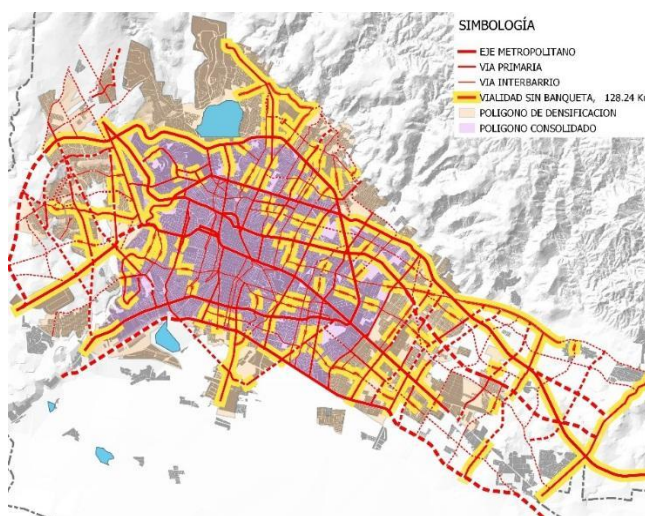 SIMBOLOGÍA
EJE METROPOLITANO
VIA PRIMARIA
VIA INTERBARRIO
VIALIDAD SIN BANQUETA, 128.24 K
POLIGONO DE DENSIFICACION
POLIGONO CONSOLIDADO